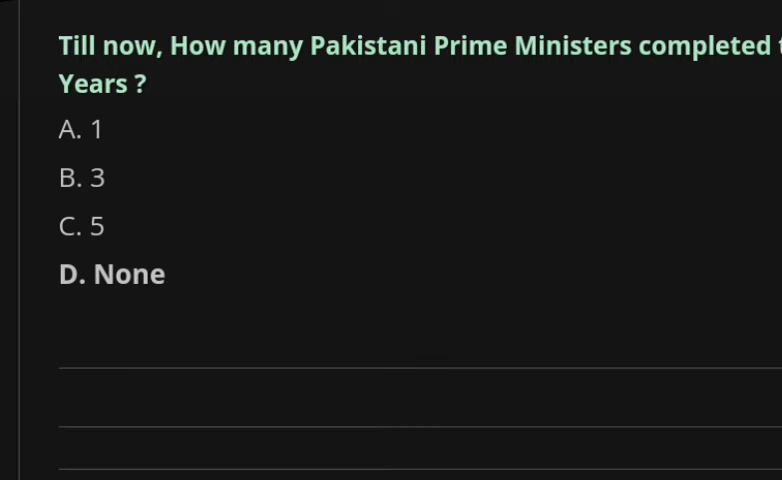 Till now, How many Pakistani Prime Ministers completed
Years ?
A. 1
B. 3
C. 5
D. None